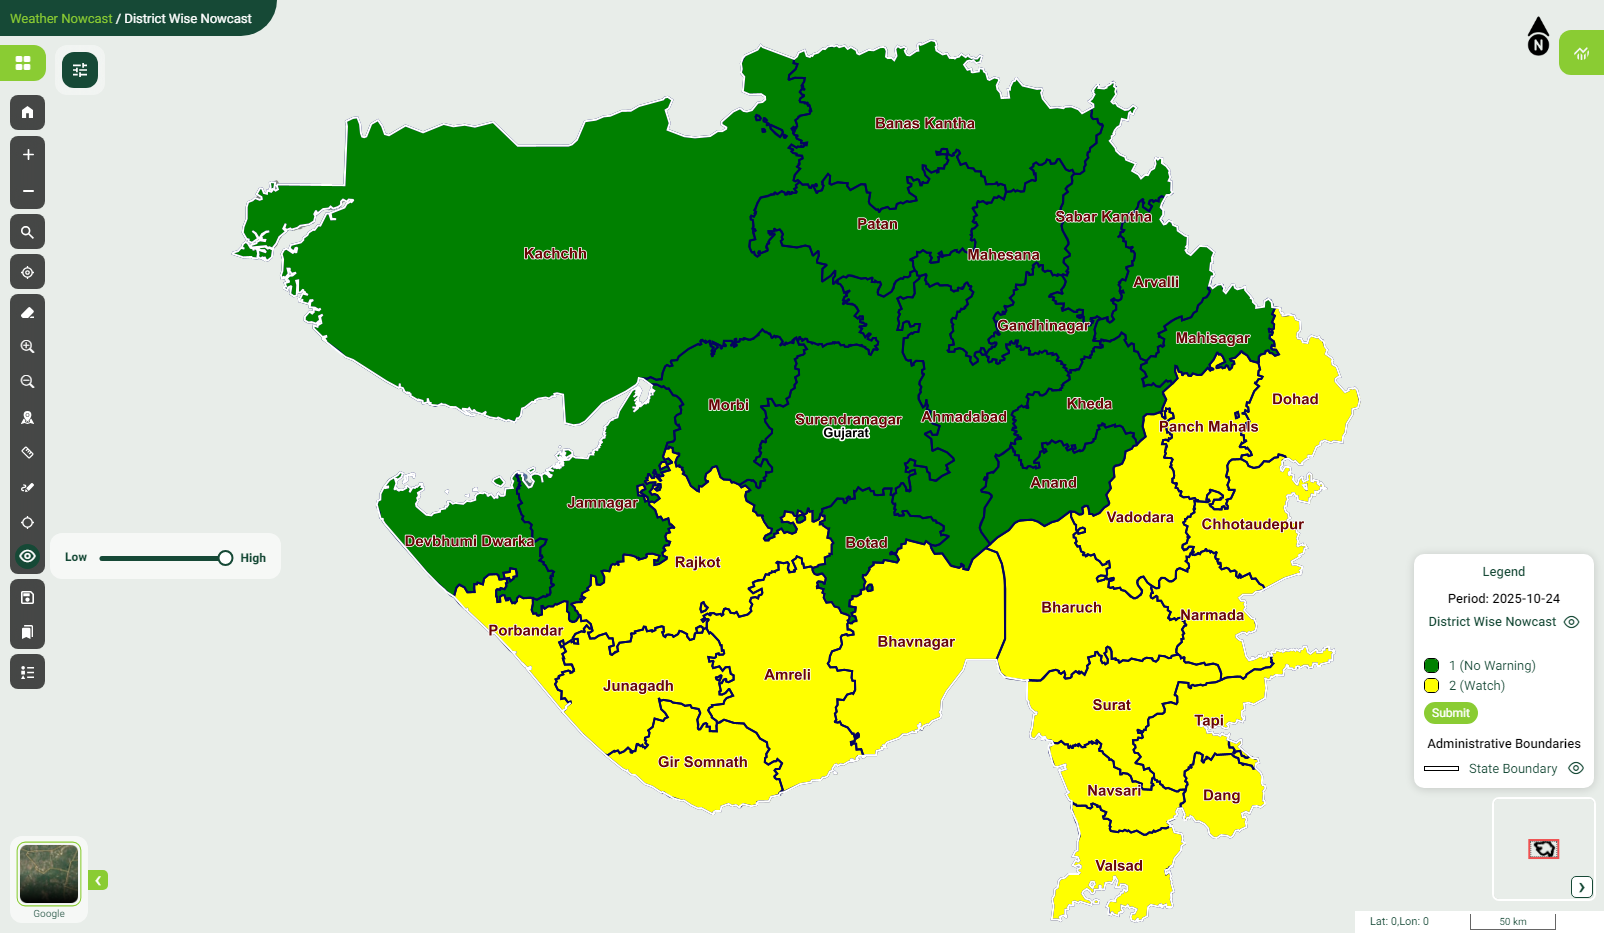 Weather Nowcast / District Wise Nowcast
N
Banas Kantha
Patan
Sabar Kantha
Kachchh
Mahesana
Arvalli
Gandhinagar
Mahisagar
Morbi
Surendranagar
Gujarat
Ahmadabad
Kheda
Dohad
Panch Mahals
Anand
Jamnagar
Vadodara
Chhotaudepur
Devbhumi Dwarka
Botad
Rajkot
Low
High
Bharuch
Narmada
Porbandar
Bhavnagar
Junagadh
Amreli
Surat
Tapi
Gir Somnath
Navsari
Dang
Valsad
Legend
Period: 2025-10-24
District Wise Nowcast
1 (No Warning)
2 (Watch)
Submit
Administrative Boundaries
State Boundary
Google
Lat: 0,Lon: 0
50 km